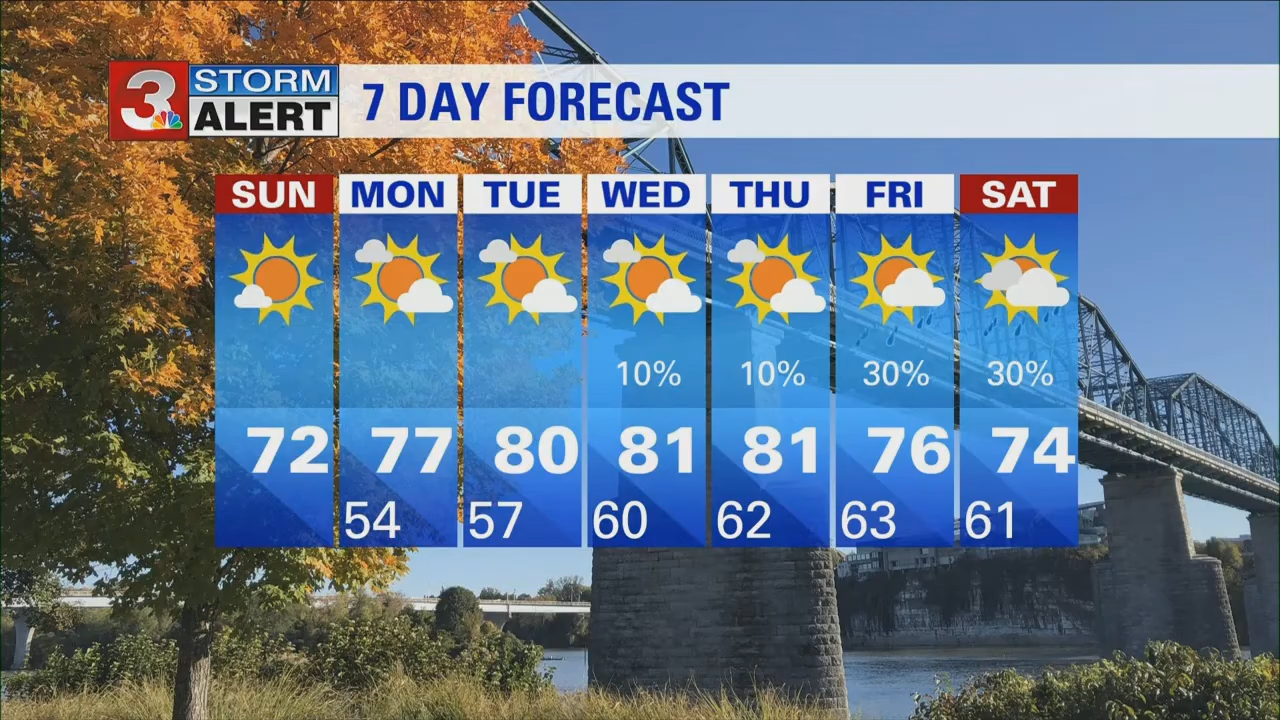 3 STORM ALERT
7 DAY FORECAST
SUN MON TUE WED THU FRI SAT
10% 10% 30% 30%
72 77 80 81 81 76 74
54 57 60 62 63 61